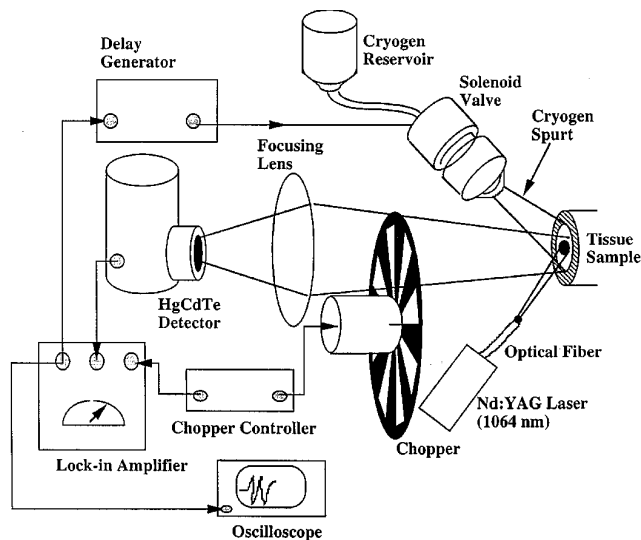 Delay
Generator
Cryogen
Reservoir
Solenoid
Valve
Cryogen
Spurt
Focusing
Lens
Tissue
Sample
HgCdTe
Detector
Optical Fiber
Nd:YAG Laser
(1064 nm)
Chopper Controller
Chopper
Lock-in Amplifier
Oscilloscope